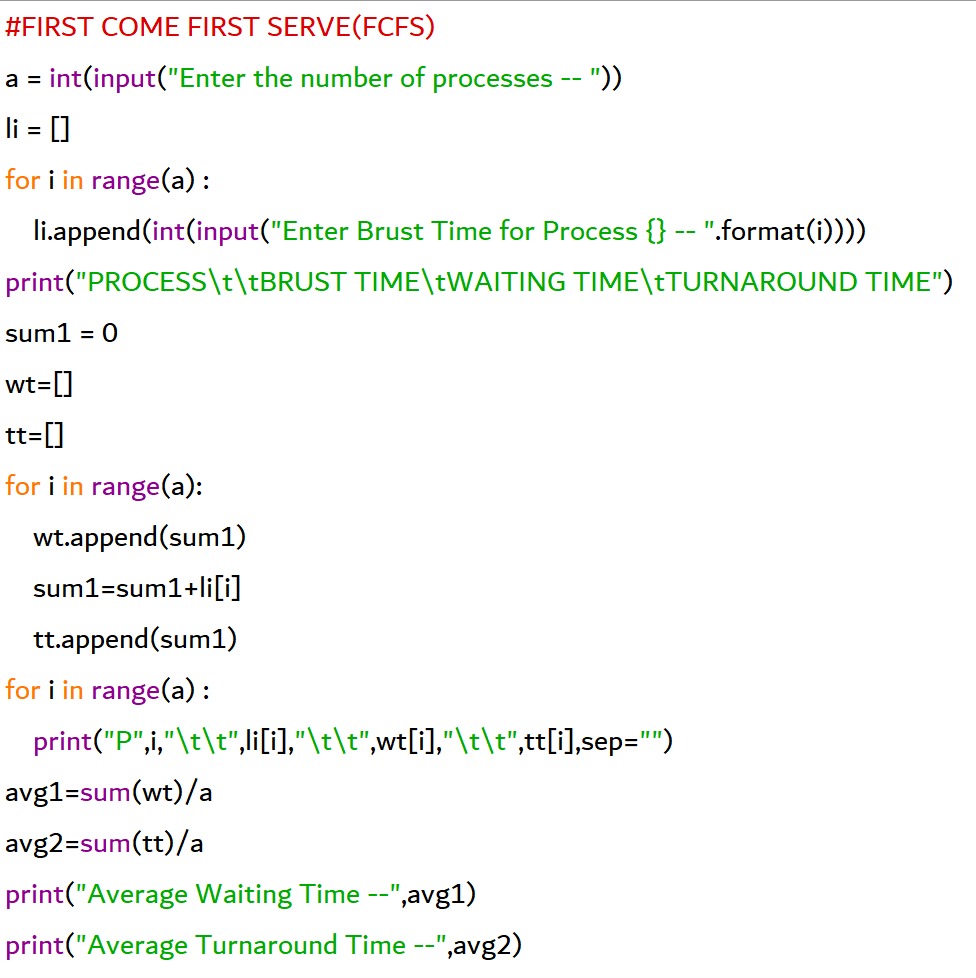 #FIRST COME FIRST SERVE(FCFS)
a = int(input("Enter the number of processes -- "))
li = []
for i in range(a) :
    li.append(int(input("Enter Brust Time for Process {} -- ".format(i))))
print("PROCESS\t\tBRUST TIME\tWAITING TIME\tTURNAROUND TIME")
sum1 = 0
wt=[]
tt=[]
for i in range(a):
    wt.append(sum1)
    sum1=sum1+li[i]
    tt.append(sum1)
for i in range(a) :
    print("P",i,"\t\t",li[i],"\t\t",wt[i],"\t\t",tt[i],sep="")
avg1=sum(wt)/a
avg2=sum(tt)/a
print("Average Waiting Time --",avg1)
print("Average Turnaround Time --",avg2)